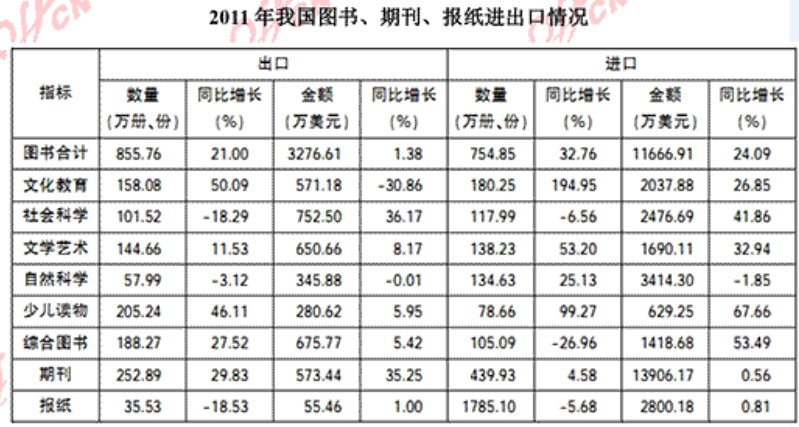 2011年我国图书、期刊、报纸进出口情况
指标 出口 进口
数量(万册、份) 同比增长(%) 金额(万美元) 同比增长(%) 数量(万册、份) 同比增长(%) 金额(万美元) 同比增长(%)
图书合计 855.76 21.00 3276.61 1.38 754.85 32.76 11666.91 24.09
文化教育 158.08 50.09 571.18 -30.86 180.25 194.95 2037.88 26.85
社会科学 101.52 -18.29 752.50 36.17 117.99 -6.56 2476.69 41.86
文学艺术 144.66 11.53 650.66 8.17 138.23 53.20 1690.11 32.94
自然科学 57.99 -3.12 345.88 -0.01 134.63 25.13 3414.30 -1.85
少儿读物 205.24 46.11 280.62 5.95 78.66 99.27 629.25 67.66
综合图书 188.27 27.52 675.77 5.42 105.09 -26.96 1418.68 53.49
期刊 252.89 29.83 573.44 35.25 439.93 4.58 13906.17 0.56
报纸 35.53 -18.53 55.46 1.00 1785.10 -5.68 2800.18 0.81